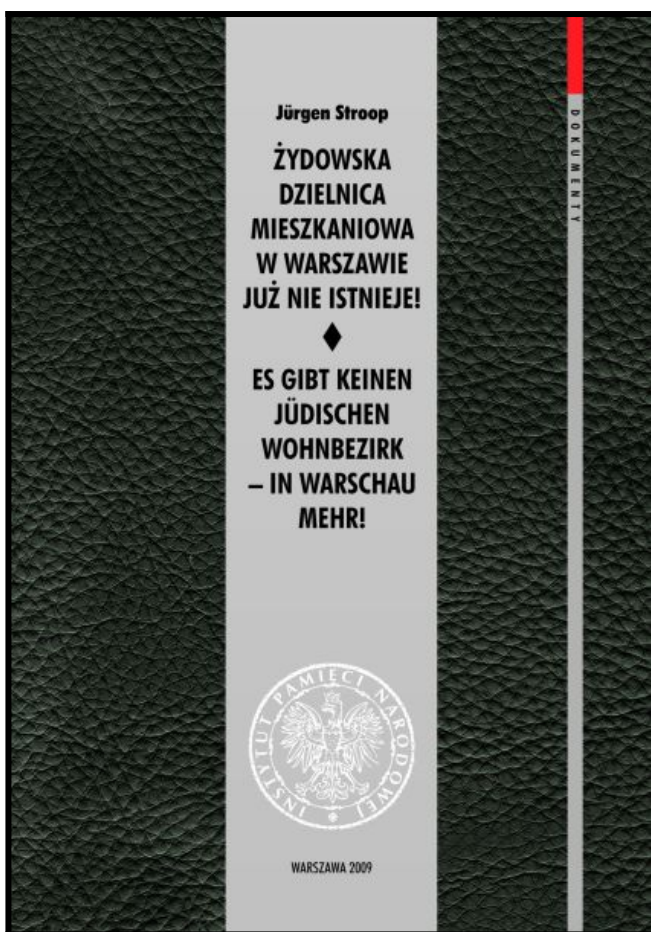 Jürgen Stroop
ŻYDOWSKA
DZIELNICA
MIESZKANIOWA
W WARSZAWIE
JUŻ NIE ISTNIEJE!
ES GIBT KEINEN
JÜDISCHEN
WOHNBEZIRK
– IN WARSCHAU
MEHR!
INSTYTUT PAMIĘCI NARODOWEJ
WARSZAWA 2009
DOKUMENTY